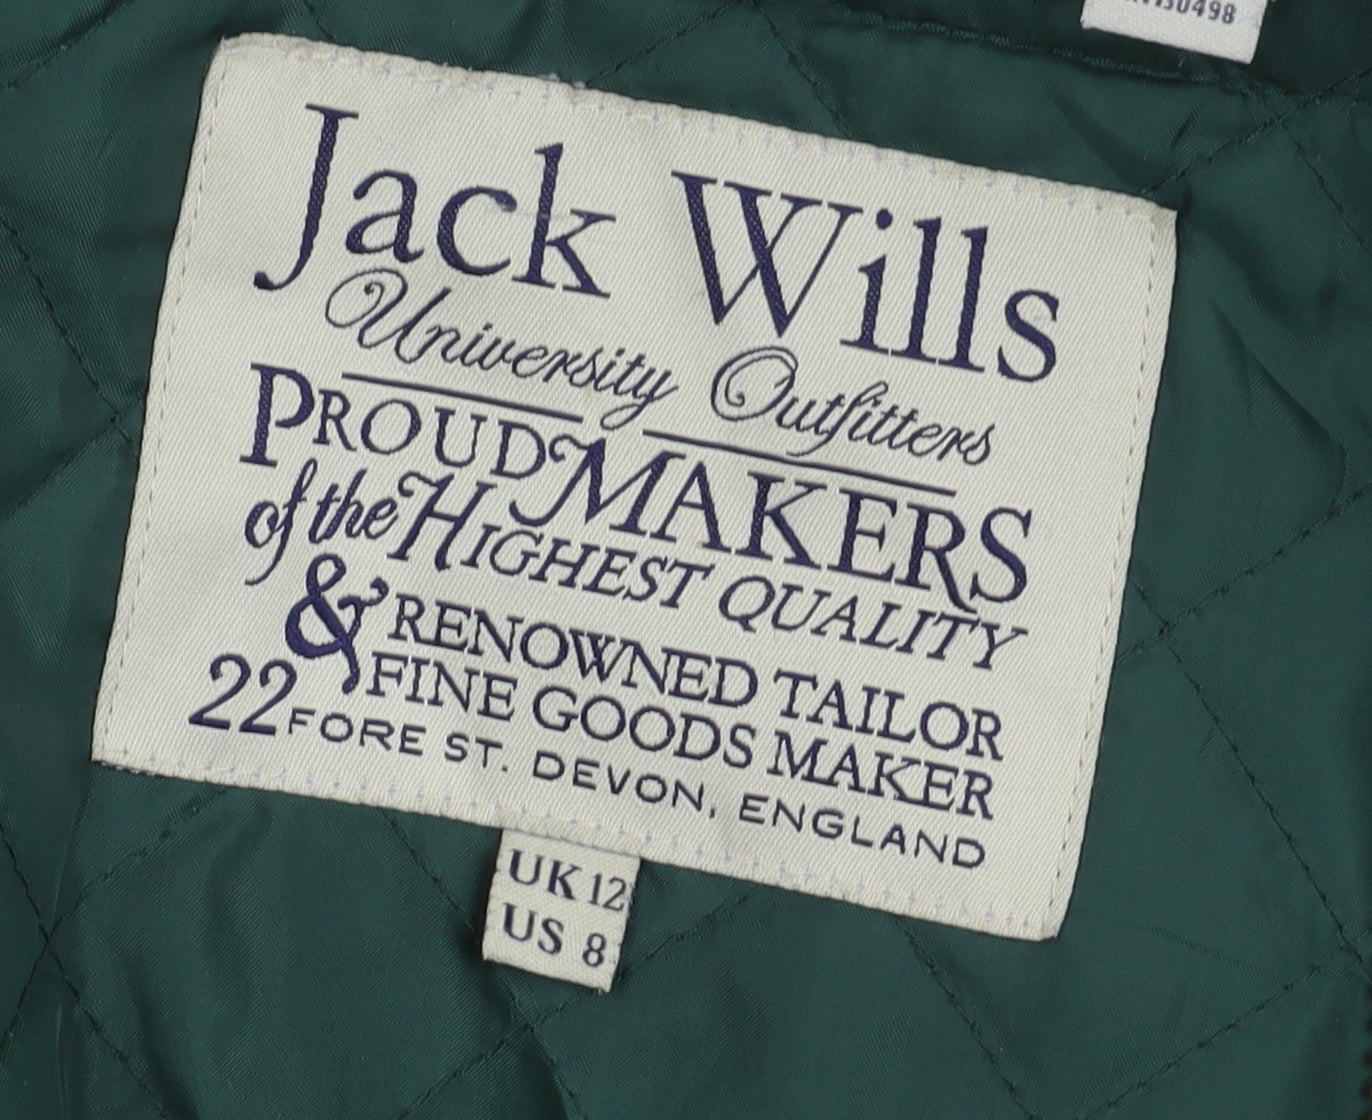 Jack Wills
University Outfitters
PROUD MAKERS
of the HIGHEST QUALITY
& RENOWNED TAILOR
FINE GOODS MAKER
22 FORE ST. DEVON, ENGLAND
UK 12
US 8